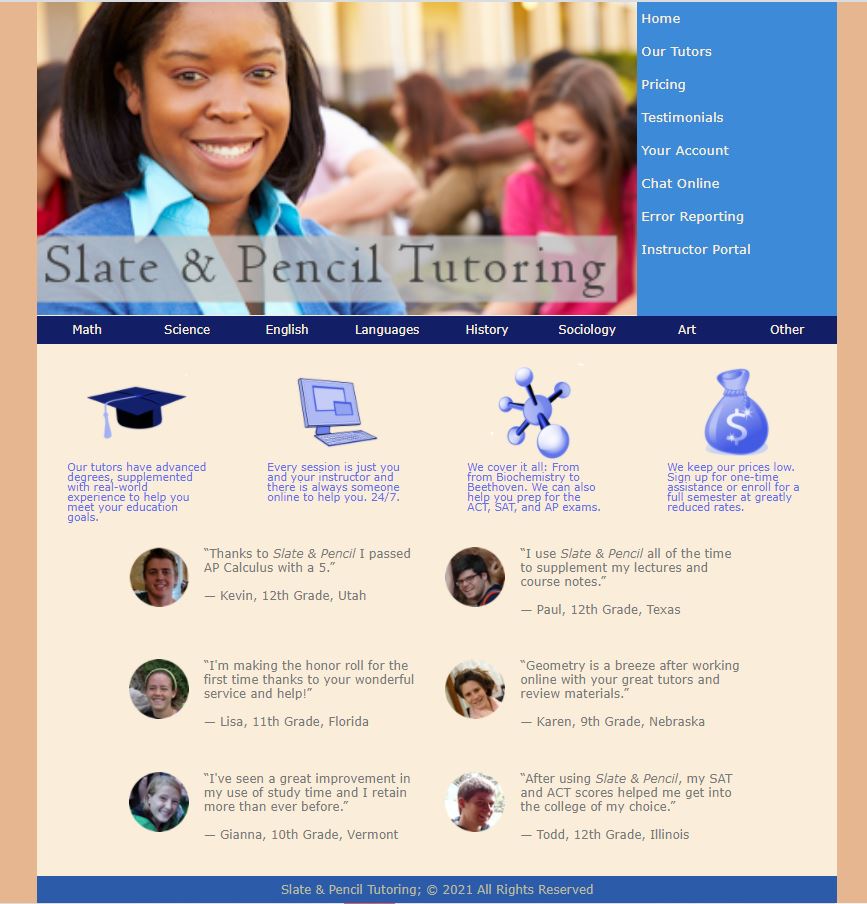 Slate & Pencil Tutoring
Home
Our Tutors
Pricing
Testimonials
Your Account
Chat Online
Error Reporting
Instructor Portal
Math Science English Languages History Sociology Art Other
Our tutors have advanced
degrees, supplemented
with real-world
experience to help you
meet your education
goals.
Every session is just you
and your instructor and
there is always someone
online to help you. 24/7.
We cover it all: From
from Biochemistry to
Beethoven. We can also
help you prep for the
ACT, SAT, and AP exams.
$
We keep our prices low.
Sign up for one-time
assistance or enroll for a
full semester at greatly
reduced rates.
“Thanks to Slate & Pencil I passed
AP Calculus with a 5.”
— Kevin, 12th Grade, Utah
“I use Slate & Pencil all of the time
to supplement my lectures and
course notes.”
— Paul, 12th Grade, Texas
“I'm making the honor roll for the
first time thanks to your wonderful
service and help!”
— Lisa, 11th Grade, Florida
“Geometry is a breeze after working
online with your great tutors and
review materials.”
— Karen, 9th Grade, Nebraska
“I've seen a great improvement in
my use of study time and I retain
more than ever before.”
— Gianna, 10th Grade, Vermont
“After using Slate & Pencil, my SAT
and ACT scores helped me get into
the college of my choice.”
— Todd, 12th Grade, Illinois
Slate & Pencil Tutoring; © 2021 All Rights Reserved